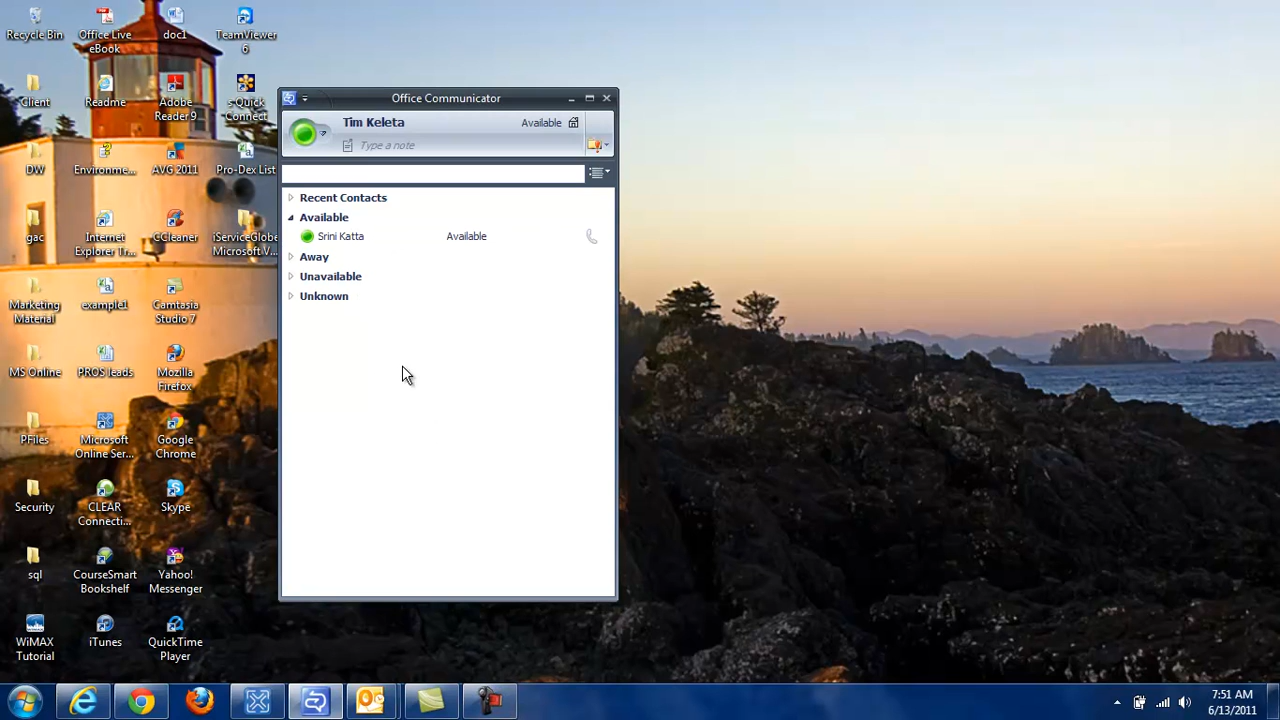 Recycle Bin
Office Live
eBook
doc1
TeamViewer
6
Client
Readme
Adobe
Reader 9
Quick
Connect
DW
Environme...
AVG 2011
Pro-Dex List
gac
Internet
Explorer Tr...
CCleaner
iServiceGlobe
Microsoft V...
Marketing
Material
example1
Camtasia
Studio 7
MS Online
PROS leads
Mozilla
Firefox
PFiles
Microsoft
Online Ser...
Google
Chrome
Security
CLEAR
Connecti...
Skype
sql
CourseSmart
Bookshelf
Yahoo!
Messenger
WiMAX
Tutorial
iTunes
QuickTime
Player
Office Communicator
Tim Keleta
Available
Type a note
Recent Contacts
Available
Srini Katta Available
Away
Unavailable
Unknown
7:51 AM
6/13/2011